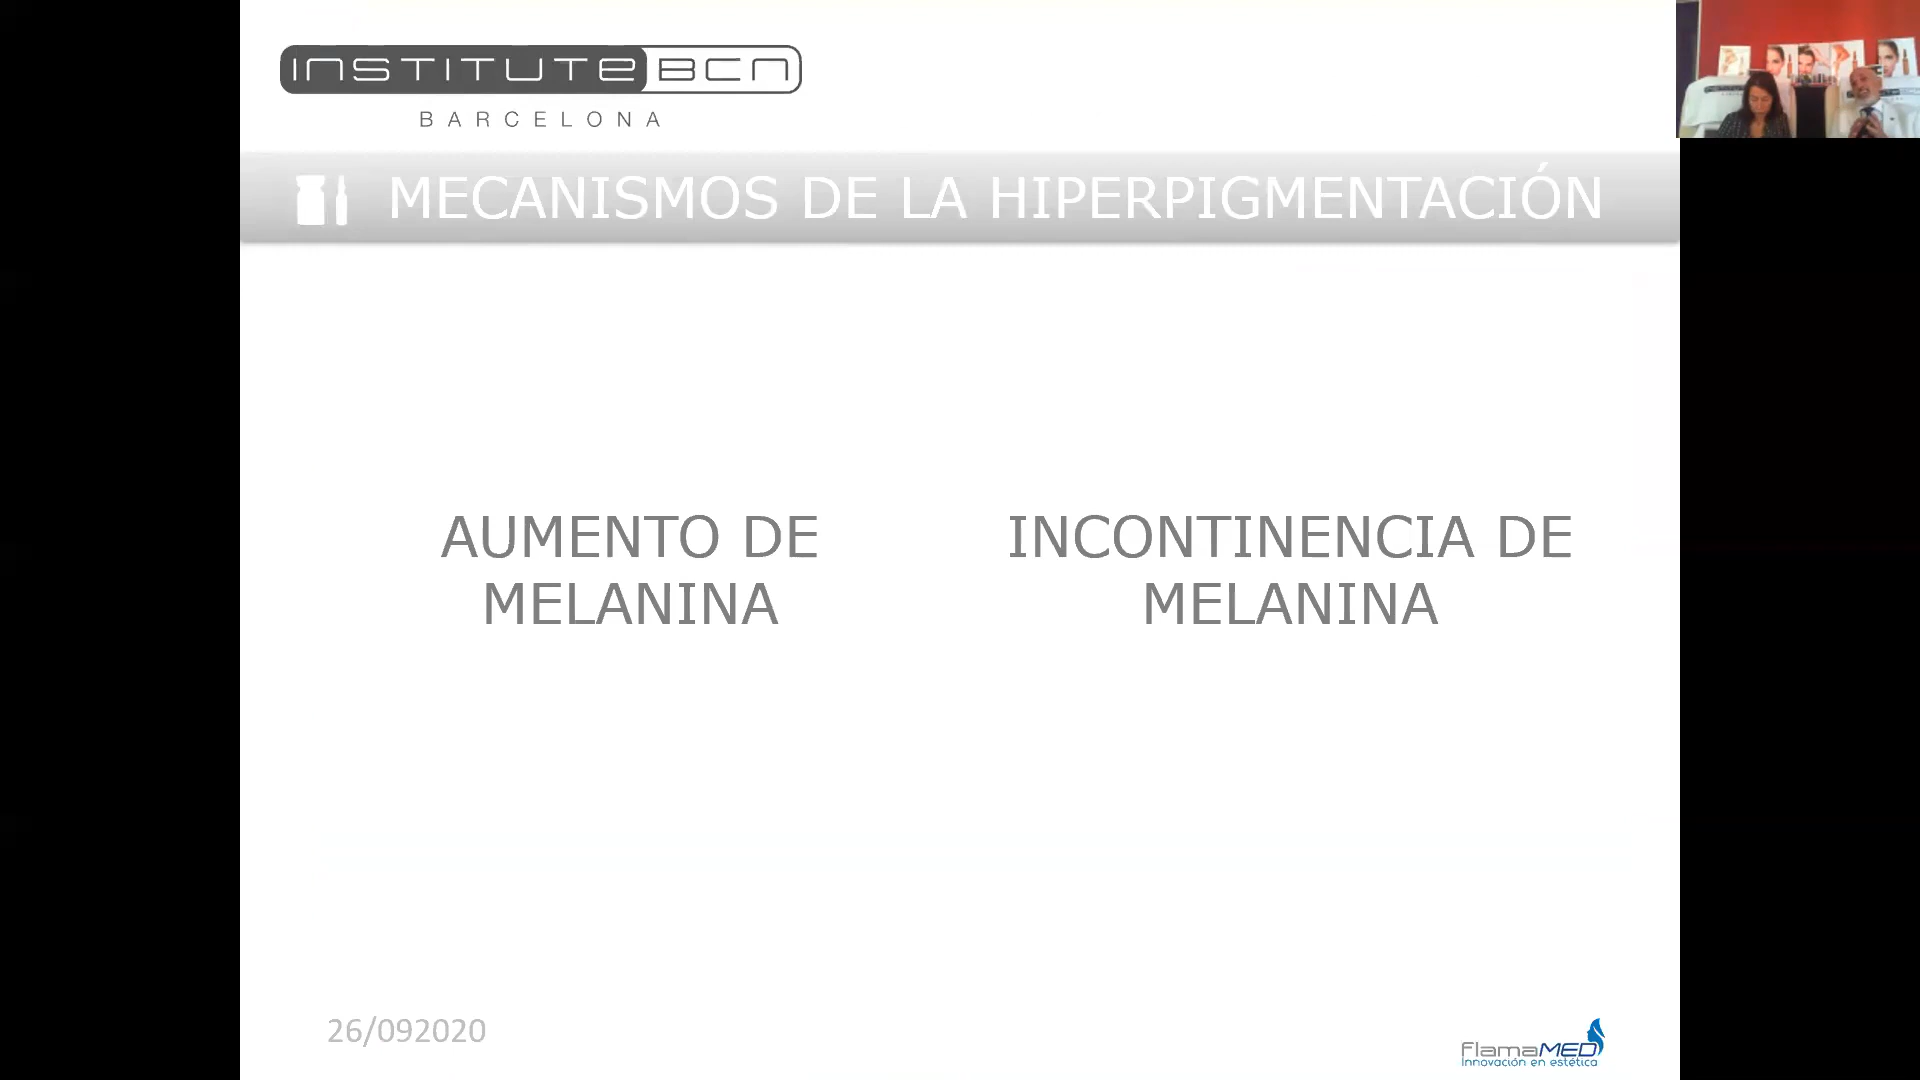 INSTITUTE BCN
BARCELONA
MECANISMOS DE LA HIPERPIGMENTACIÓN
AUMENTO DE
MELANINA
INCONTINENCIA DE
MELANINA
26/092020
FlamaMED
Innovación en estética